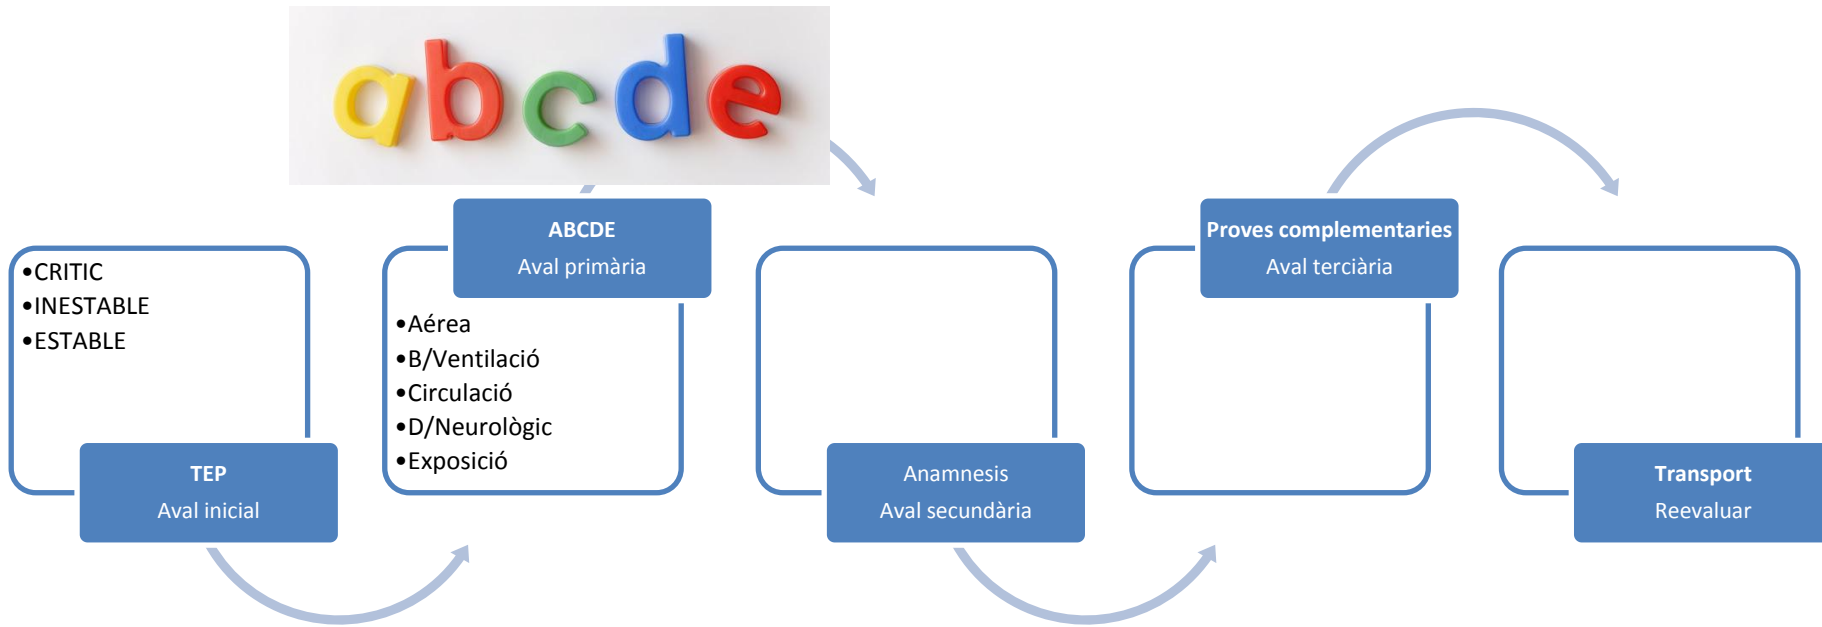 abcde
•CRITIC
•INESTABLE
•ESTABLE
TEP
Aval inicial
ABCDE
Aval primària
•Aérea
•B/Ventilació
•Circulació
•D/Neurològic
•Exposició
Anamnesis
Aval secundària
Proves complementaries
Aval terciària
Transport
Reevaluar